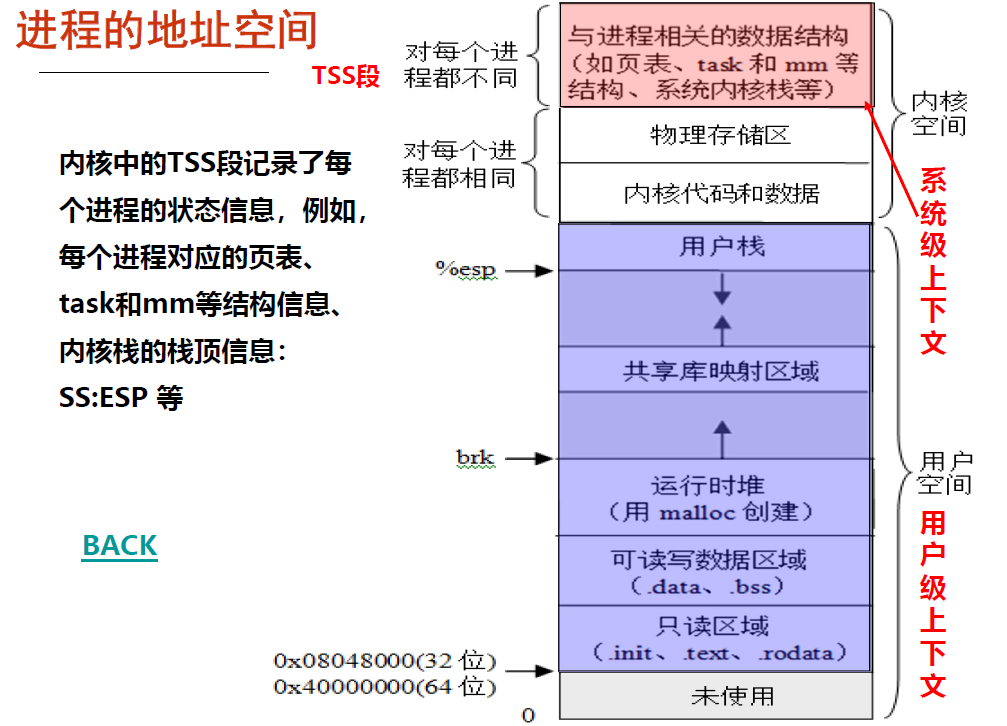 进程的地址空间
TSS段
对每个进
程都不同
与进程相关的数据结构
（如页表、task 和 mm 等
结构、系统内核栈等）
内核
空间
对每个进
程都相同
物理存储区
内核代码和数据
系统级上下文
内核中的TSS段记录了每
个进程的状态信息，例如，
每个进程对应的页表、
task和mm等结构信息、
内核栈的栈顶信息：
SS:ESP 等
BACK
用户栈
%esp
共享库映射区域
brk
运行时堆
（用 malloc 创建）
可读写数据区域
（.data、.bss）
只读区域
（.init、.text、.rodata）
用户
空间
用户级上下文
0x08048000(32 位)
0x40000000(64 位)
未使用
0